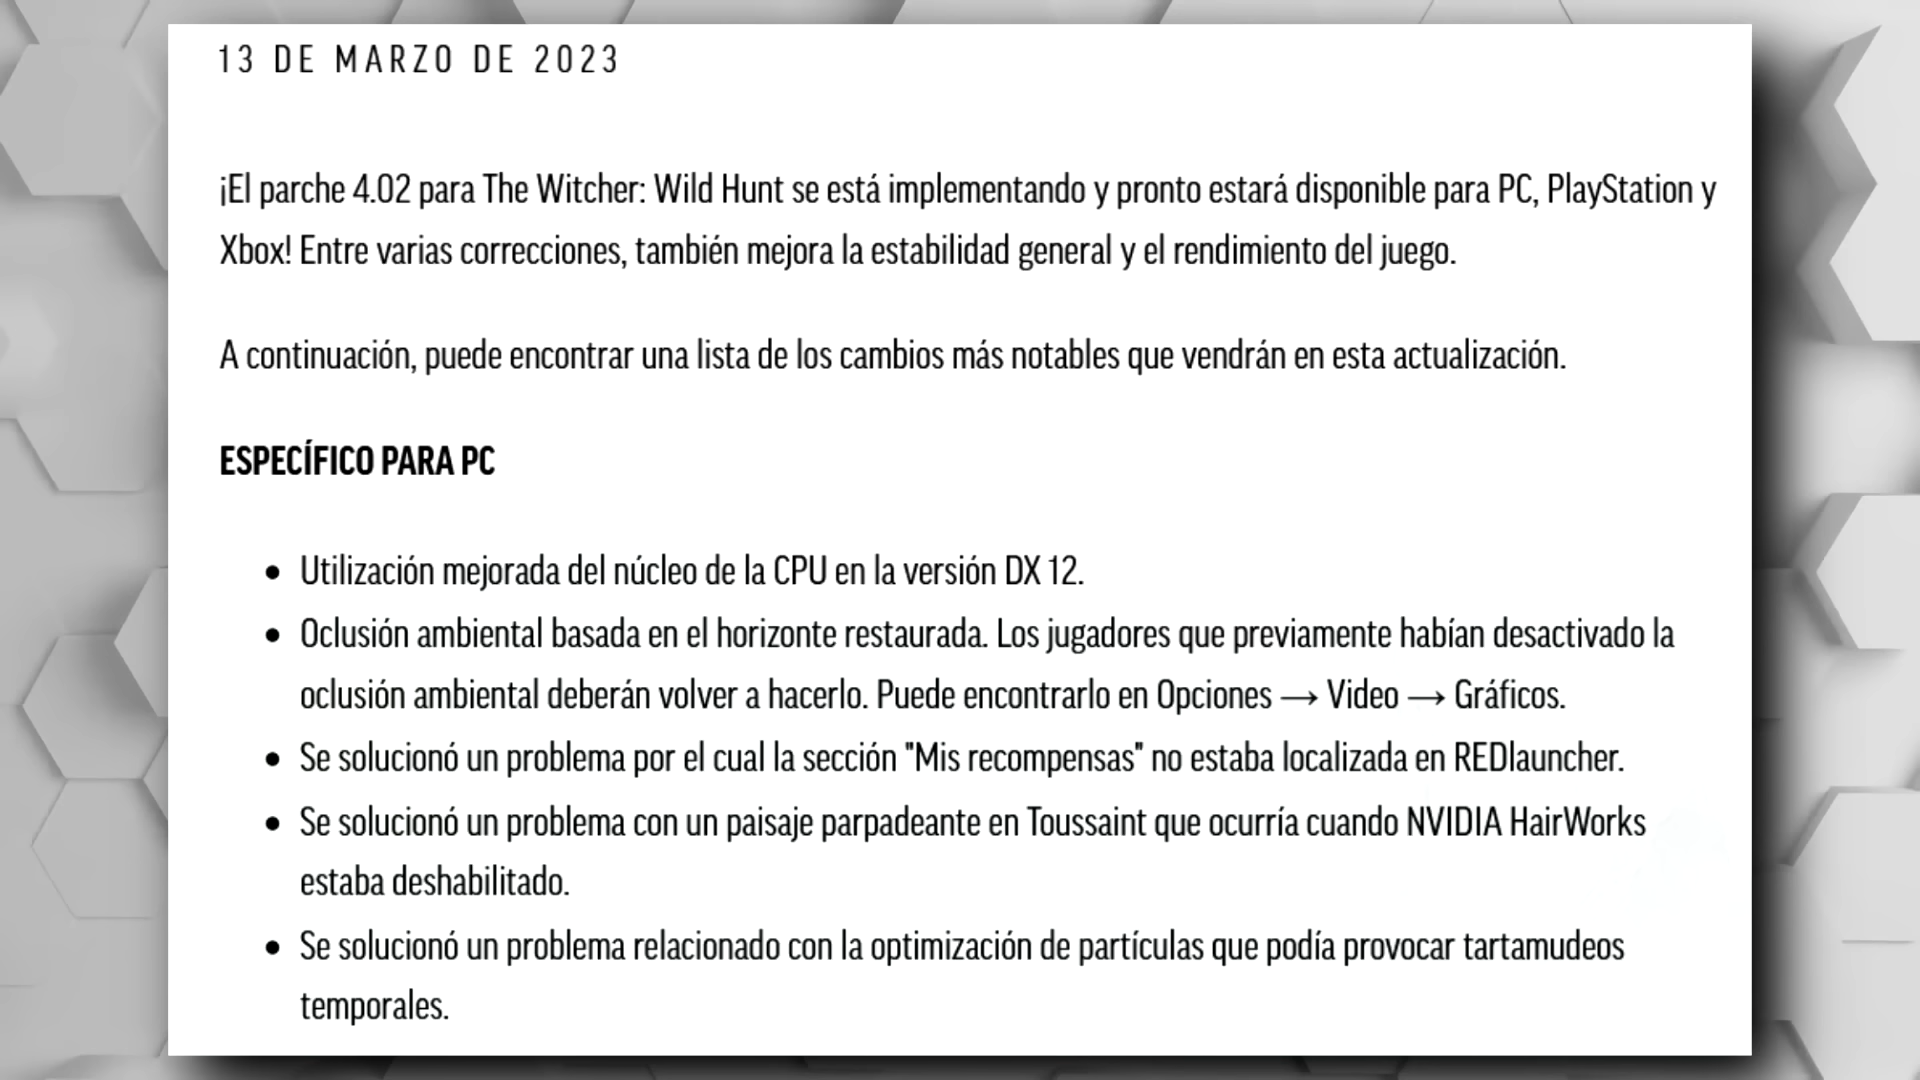 13 DE MARZO DE 2023
¡El parche 4.02 para The Witcher: Wild Hunt se está implementando y pronto estará disponible para PC, PlayStation y
Xbox! Entre varias correcciones, también mejora la estabilidad general y el rendimiento del juego.
A continuación, puede encontrar una lista de los cambios más notables que vendrán en esta actualización.
ESPECÍFICO PARA PC
• Utilización mejorada del núcleo de la CPU en la versión DX 12.
• Oclusión ambiental basada en el horizonte restaurada. Los jugadores que previamente habían desactivado la
oclusión ambiental deberán volver a hacerlo. Puede encontrarlo en Opciones → Video → Gráficos.
• Se solucionó un problema por el cual la sección "Mis recompensas" no estaba localizada en REDlauncher.
• Se solucionó un problema con un paisaje parpadeante en Toussaint que ocurría cuando NVIDIA HairWorks
estaba deshabilitado.
• Se solucionó un problema relacionado con la optimización de partículas que podía provocar tartamudeos
temporales.